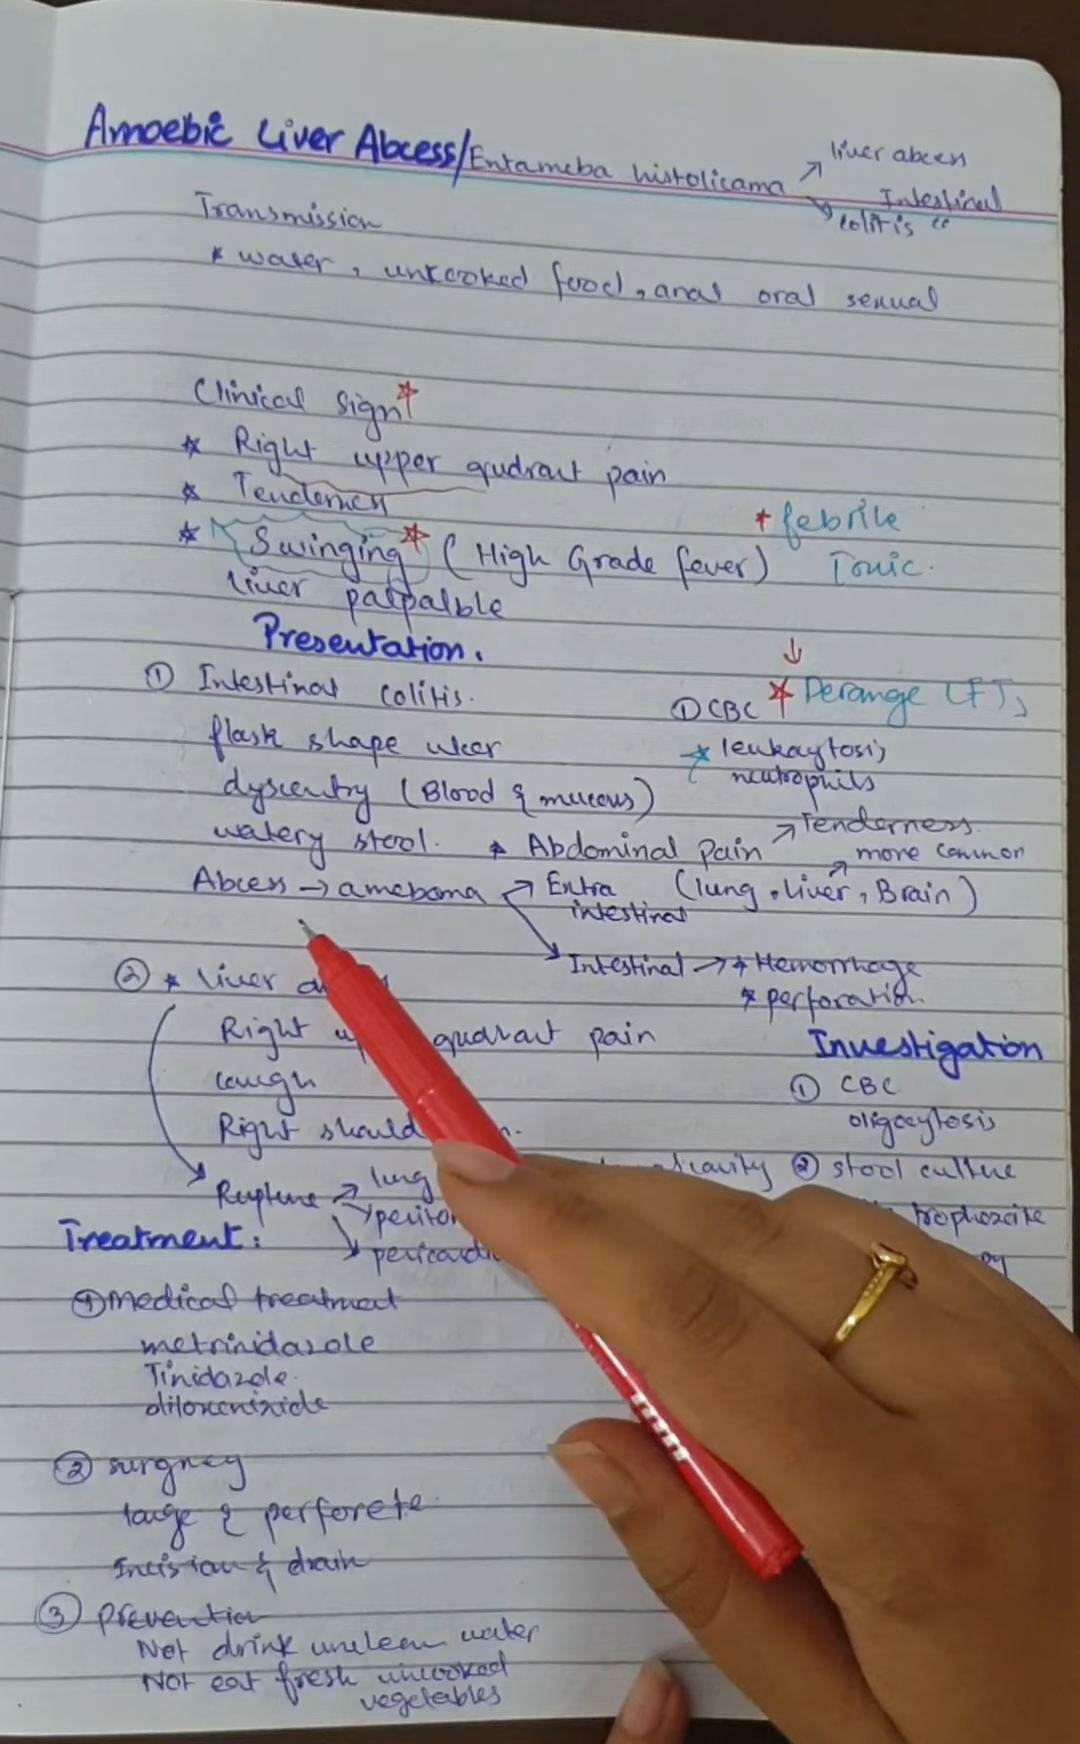 Amoebic Liver Abcess/Entameba histolicama
liver abcess
Intestinal
colitis
Transmission
* water, uncooked food, anal oral sexual
Clinical sign*
* Right upper qudrant pain
* Tenderness
* Swinging* (High Grade fever)
* febrile
Tonic.
liver palpalble
Presentation.
① Intestinal colitis.
flask shape ulcer
dyscentry (Blood & mucous)
watery stool. * Abdominal pain → Tenderness
Abcess → ameboma → Extra intestinal (lung, Liver, Brain)
more common
Intestinal → * Hemorrhage
* perforation.
↓
* Derange LFTs
① CBC
* leukaytosis
neutrophils
② * liver
Right quadrant pain
cough
Right
Rupture → lung
Investigation
① CBC
oligocytosis
② stool culture
trophozoite
Treatment:
① medical treatment
metrinidazole
Tinidazole.
diloxenixide
② surgney
large & perforete.
Incision & drain
③ prevention
Not drink unclean water
Not eat fresh uncooked
vegetables